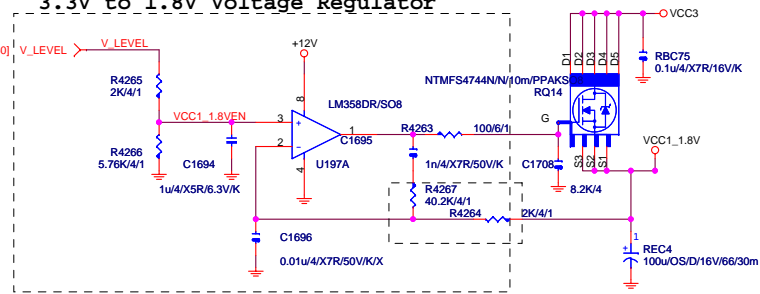 3.3V to 1.8V Voltage Regulator
0]
V_LEVEL
V_LEVEL
+12V
VCC3
D1
D2
D3
D4
D5
RBC75
0.1u/4/X7R/16V/K
R4265
2K/4/1
NTMFS4744N/N/10m/PPAKSO
RQ14
8
LM358DR/SO8
VCC1_1.8VEN
3
+
1
C1695
R4263
100/6/1
G
VCC1_1.8V
2
-
R4266
5.76K/4/1
C1694
1u/4/X5R/6.3V/K
4
U197A
1n/4/X7R/50V/K
C1708
8.2K/4
S3
S2
S1
R4267
40.2K/4/1
R4264
2K/4/1
C1696
0.01u/4/X7R/50V/K/X
1
+
REC4
100u/OS/D/16V/66/30m